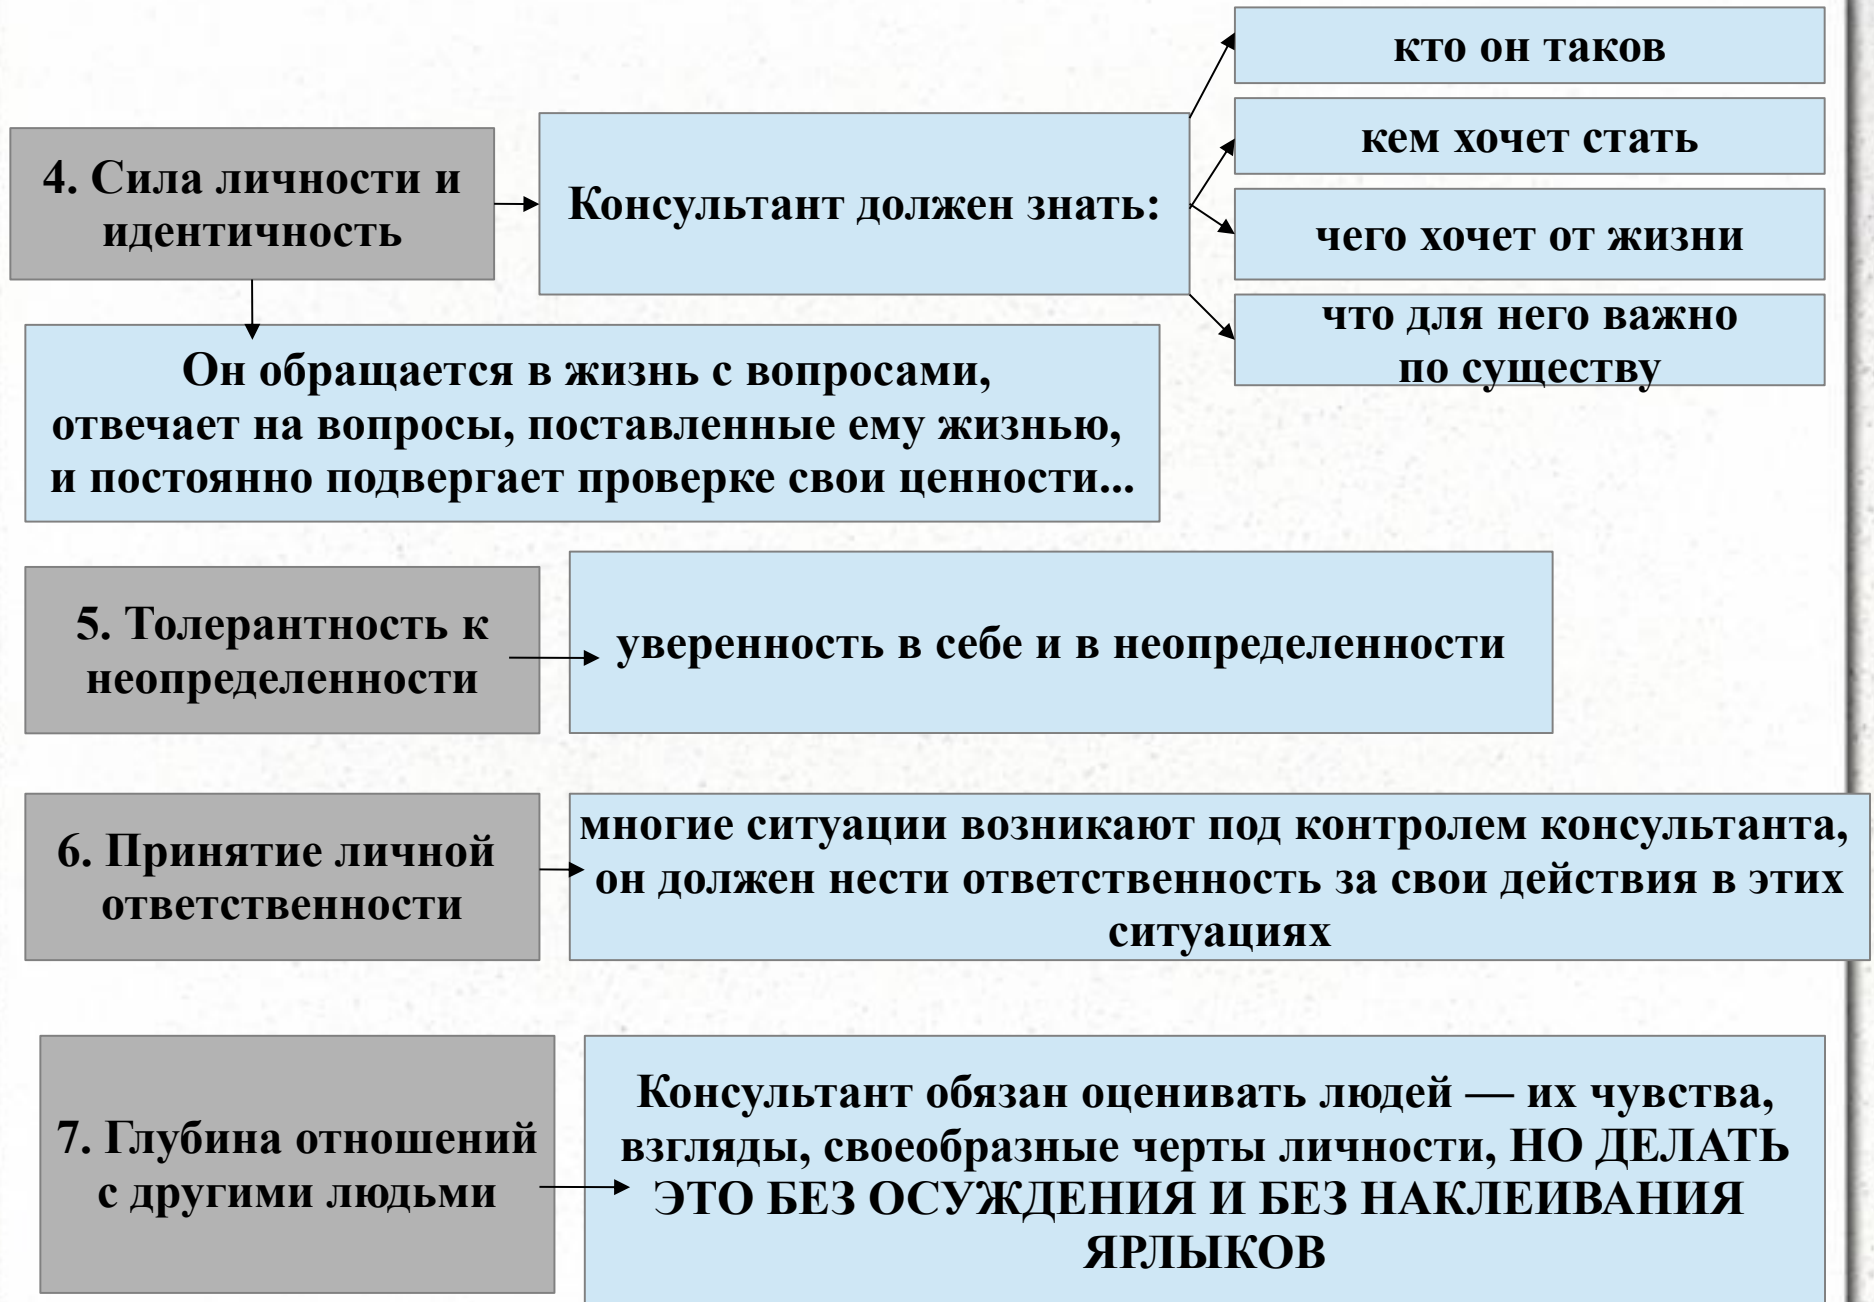 4. Сила личности и
идентичность
Консультант должен знать:
кто он таков
кем хочет стать
чего хочет от жизни
что для него важно
по существу
Он обращается в жизнь с вопросами,
отвечает на вопросы, поставленные ему жизнью,
и постоянно подвергает проверке свои ценности...
5. Толерантность к
неопределенности
уверенность в себе и в неопределенности
6. Принятие личной
ответственности
многие ситуации возникают под контролем консультанта,
он должен нести ответственность за свои действия в этих
ситуациях
7. Глубина отношений
с другими людьми
Консультант обязан оценивать людей — их чувства,
взгляды, своеобразные черты личности, НО ДЕЛАТЬ
ЭТО БЕЗ ОСУЖДЕНИЯ И БЕЗ НАКЛЕИВАНИЯ
ЯРЛЫКОВ